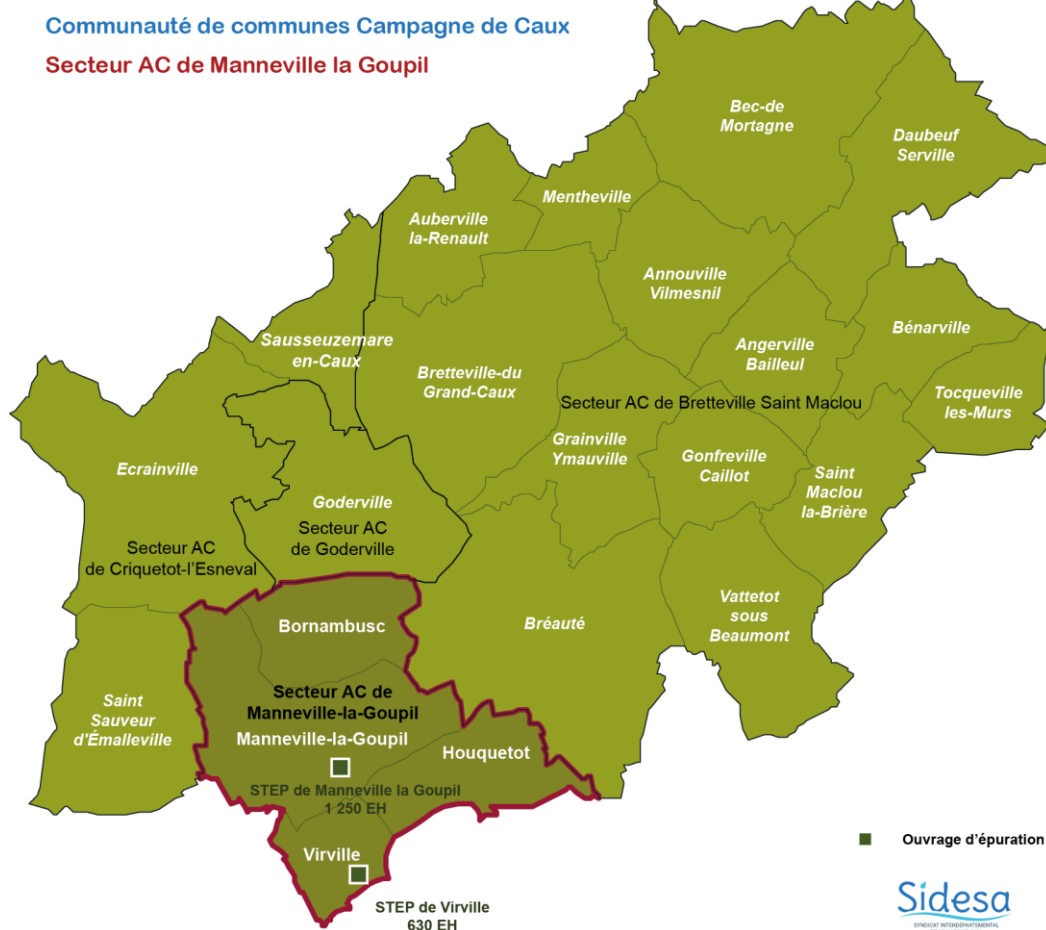 Communauté de communes Campagne de Caux
Secteur AC de Manneville la Goupil
Bec-de
Mortagne
Daubeuf
Serville
Mentheville
Auberville
la-Renault
Annouville
Vilmesnil
Bénarville
Sausseuzemare
en-Caux
Angerville
Bailleul
Bretteville-du
Grand-Caux
Tocqueville
les-Murs
Secteur AC de Bretteville Saint Maclou
Grainville
Ymauville
Gonfreville
Caillot
Saint
Maclou
la-Brière
Ecrainville
Goderville
Secteur AC
de Goderville
Secteur AC
de Criquetot-l'Esneval
Vattetot
sous
Beaumont
Bréauté
Bornambusc
Saint
Sauveur
d'Émalleville
Secteur AC de
Manneville-la-Goupil
Manneville-la-Goupil
Houquetot
STEP de Manneville la Goupil
1 250 EH
Virville
STEP de Virville
630 EH
Ouvrage d'épuration
Sidesa
SYNDICAT INTERDÉPARTEMENTAL